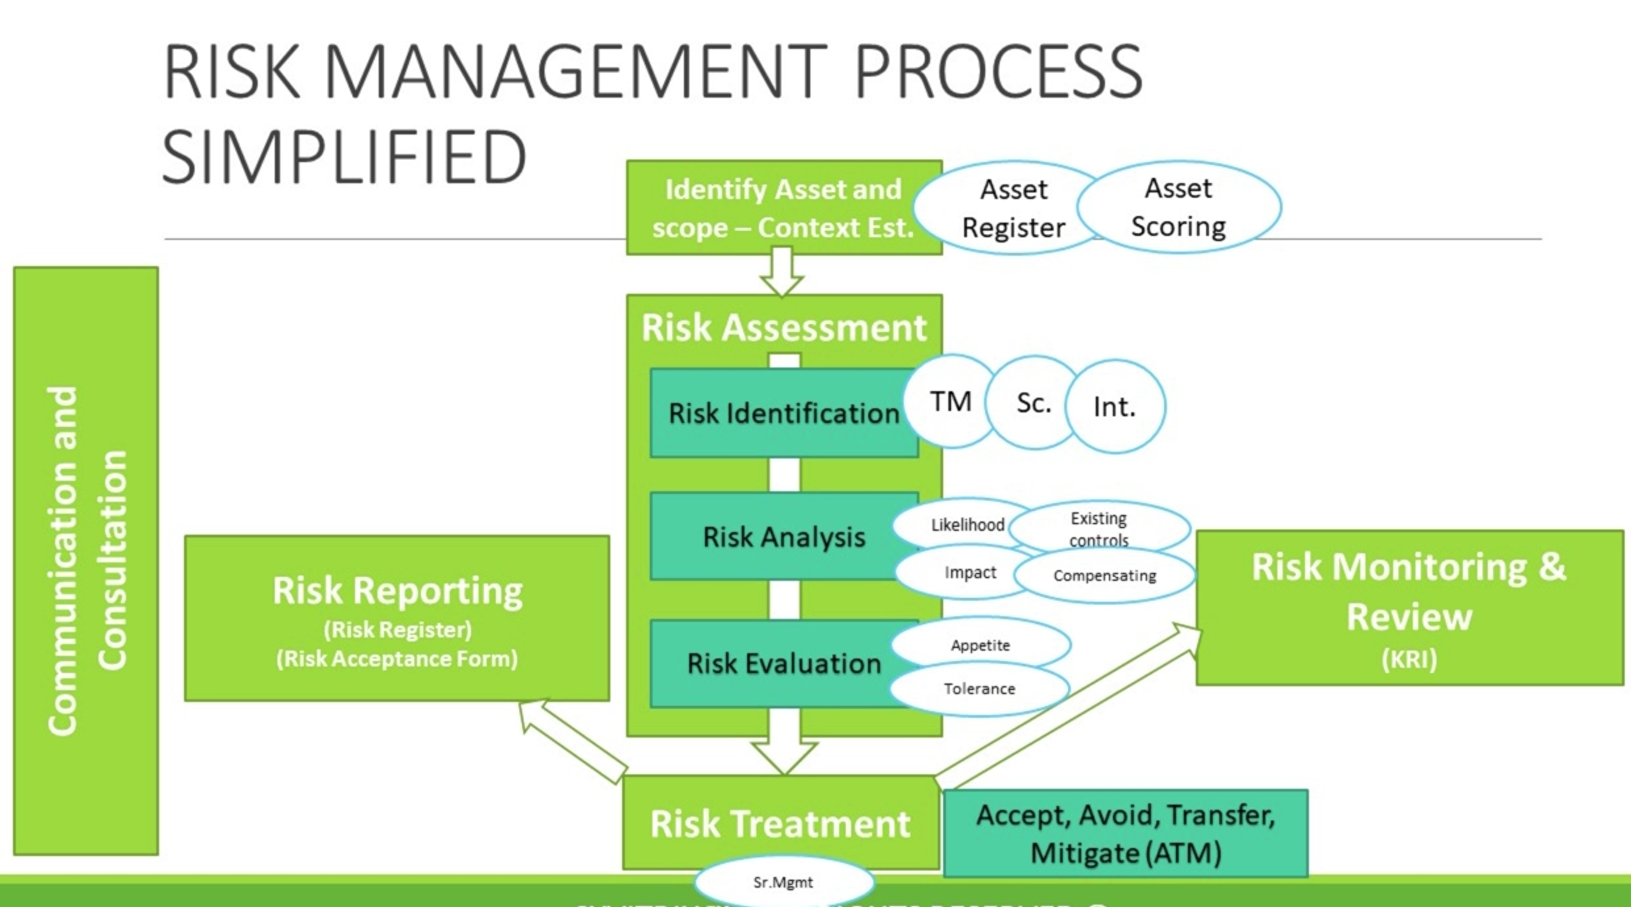 RISK MANAGEMENT PROCESS
SIMPLIFIED
Identify Asset and
scope – Context Est.
Asset
Register
Asset
Scoring
Communication and
Consultation
Risk Assessment
Risk Identification
TM
Sc.
Int.
Risk Analysis
Likelihood
Existing
controls
Impact
Compensating
Risk Evaluation
Appetite
Tolerance
Risk Reporting
(Risk Register)
(Risk Acceptance Form)
Risk Monitoring &
Review
(KRI)
Risk Treatment
Accept, Avoid, Transfer,
Mitigate (ATM)
Sr.Mgmt